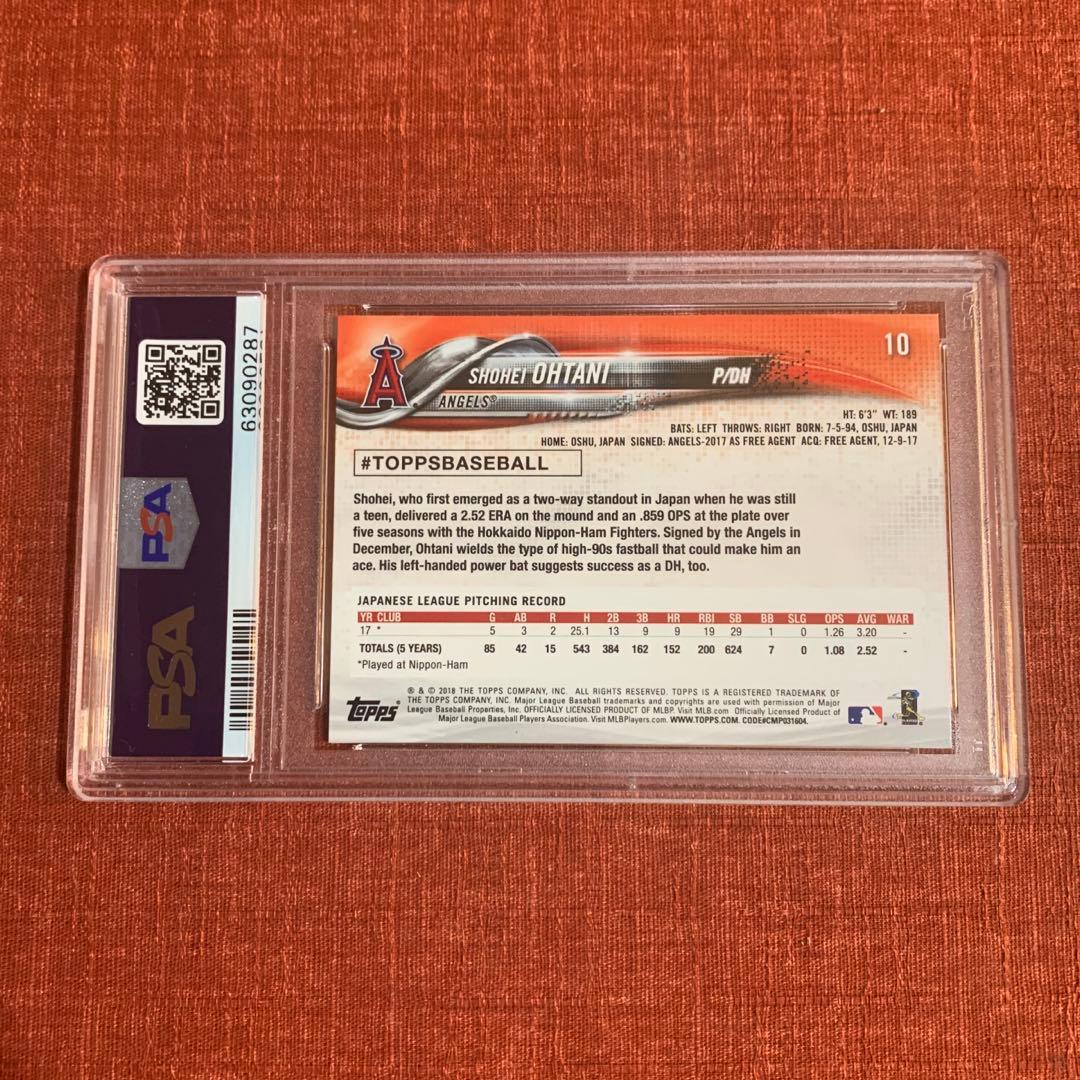 63090287
PSA
PSA
A
10
SHOHEI OHTANI P/DH
ANGELS®
HT: 6'3" WT: 189
BATS: LEFT THROWS: RIGHT BORN: 7-5-94, OSHU, JAPAN
HOME: OSHU, JAPAN SIGNED: ANGELS-2017 AS FREE AGENT ACQ: FREE AGENT, 12-9-17
#TOPPSBASEBALL
Shohei, who first emerged as a two-way standout in Japan when he was still
a teen, delivered a 2.52 ERA on the mound and an .859 OPS at the plate over
five seasons with the Hokkaido Nippon-Ham Fighters. Signed by the Angels in
December, Ohtani wields the type of high-90s fastball that could make him an
ace. His left-handed power bat suggests success as a DH, too.
JAPANESE LEAGUE PITCHING RECORD
YR CLUB G AB R H 2B 3B HR RBI SB BB SLG OPS AVG WAR
17 * 5 3 2 25.1 13 9 9 19 29 1 0 1.26 3.20 -
TOTALS (5 YEARS) 85 42 15 543 384 162 152 200 624 7 0 1.08 2.52 -
*Played at Nippon-Ham
topps®
® & © 2018 THE TOPPS COMPANY, INC. ALL RIGHTS RESERVED. TOPPS IS A REGISTERED TRADEMARK OF
THE TOPPS COMPANY, INC. Major League Baseball trademarks and copyrights are used with permission of Major
League Baseball Properties, Inc. OFFICIALLY LICENSED PRODUCT OF MLBP. Visit MLB.com Officially Licensed Product of
Major League Baseball Players Association. Visit MLBPlayers.com. WWW.TOPPS.COM. CODE#CMP031604.